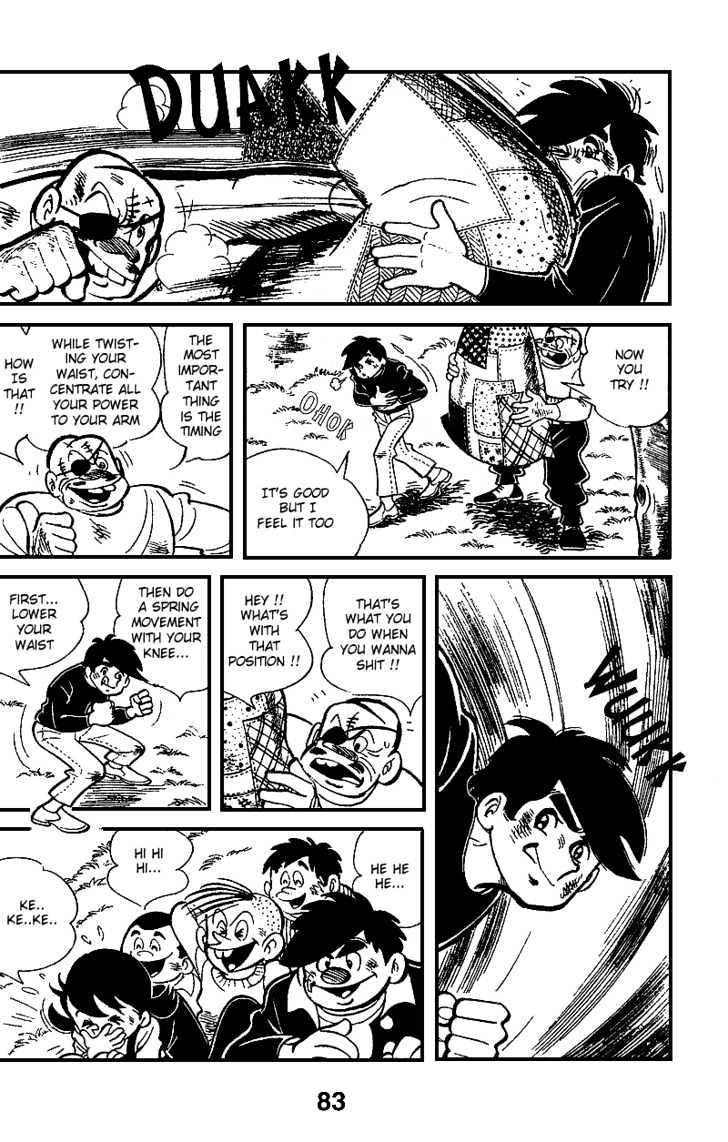 DUAKK
HOW
IS
THAT
!!
WHILE TWIST-
ING YOUR
WAIST, CON-
CENTRATE ALL
YOUR POWER
TO YOUR ARM
THE
MOST
IMPOR-
TANT
THING
IS THE
TIMING
OHOK
IT'S GOOD
BUT I
FEEL IT TOO
NOW
YOU
TRY !!
FIRST...
LOWER
YOUR
WAIST
THEN DO
A SPRING
MOVEMENT
WITH YOUR
KNEE...
HEY !!
WHAT'S
WITH
THAT
POSITION !!
THAT'S
WHAT YOU
DO WHEN
YOU WANNA
SHIT !!
WUUKK
KE..
KE..KE..
HI HI
HI...
HE HE
HE...
83